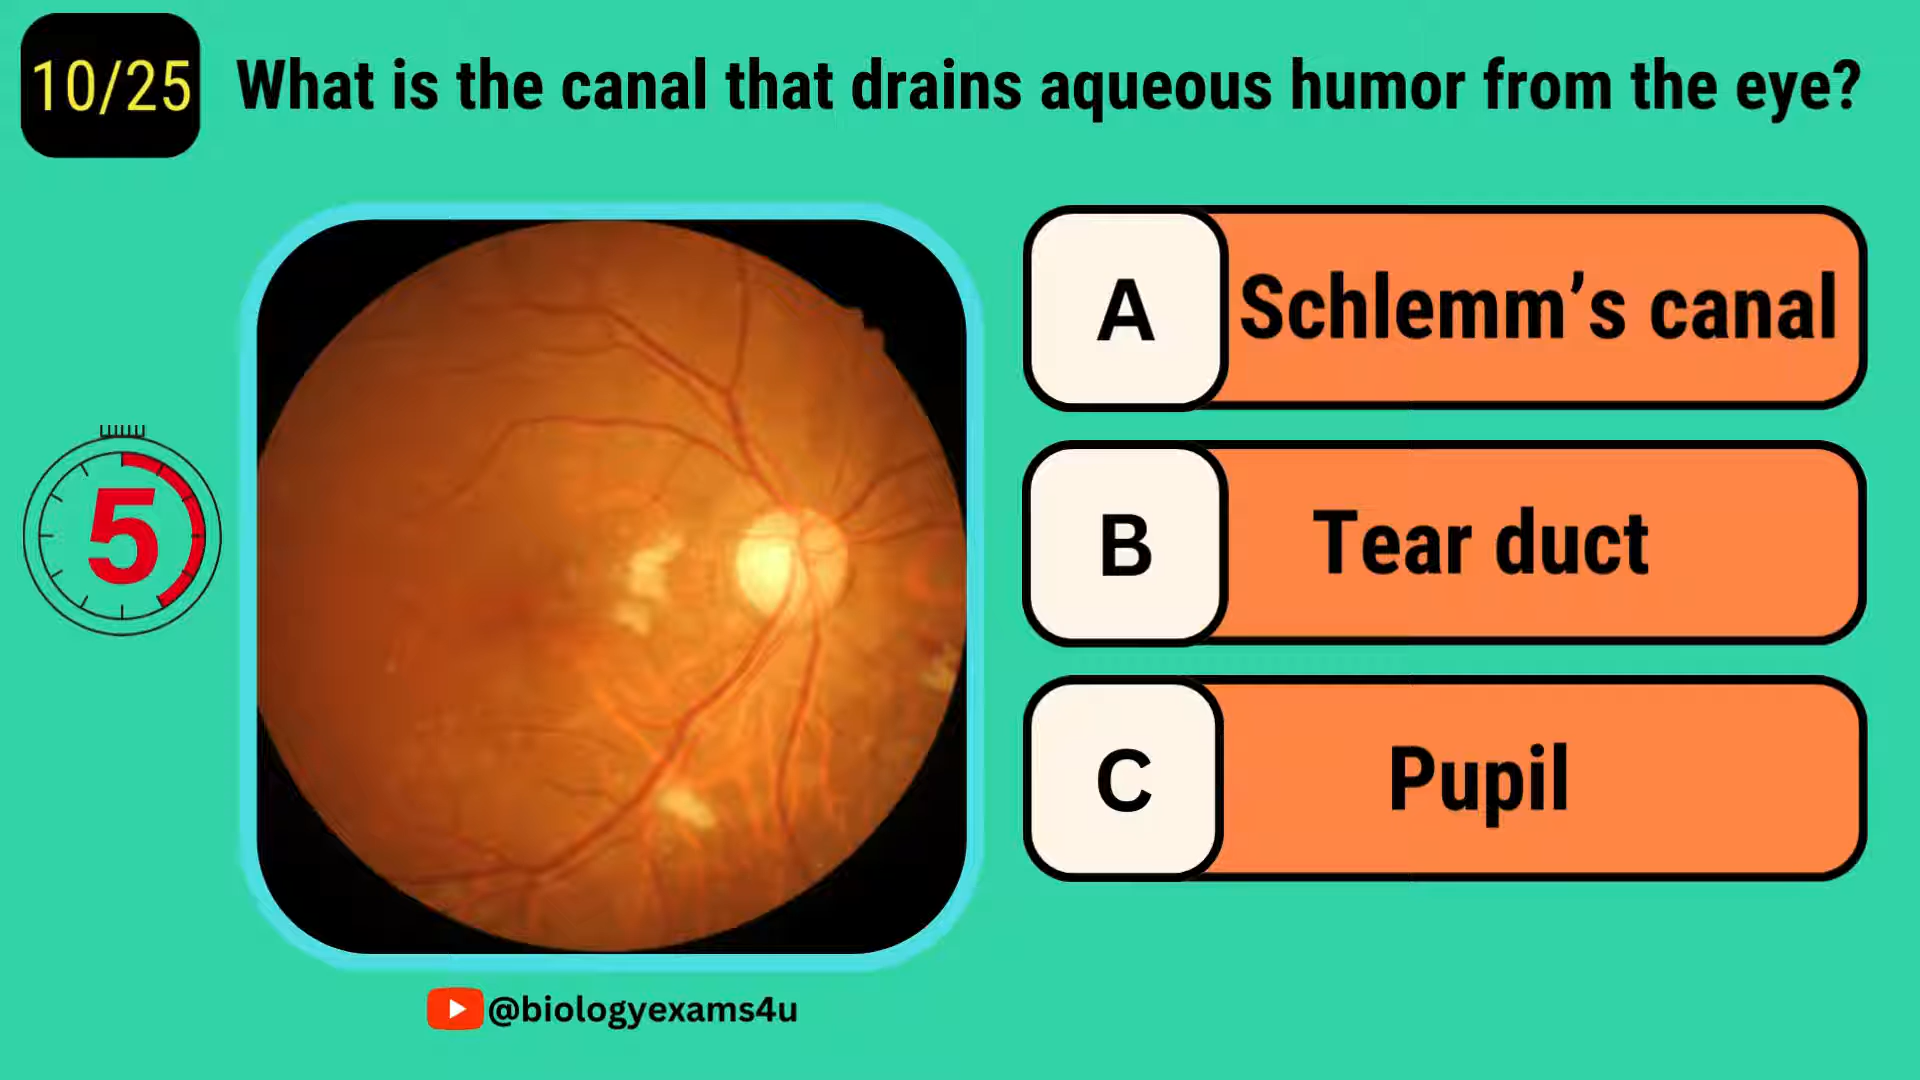 10/25
What is the canal that drains aqueous humor from the eye?
A
Schlemm’s canal
5
B
Tear duct
C
Pupil
@biologyexams4u